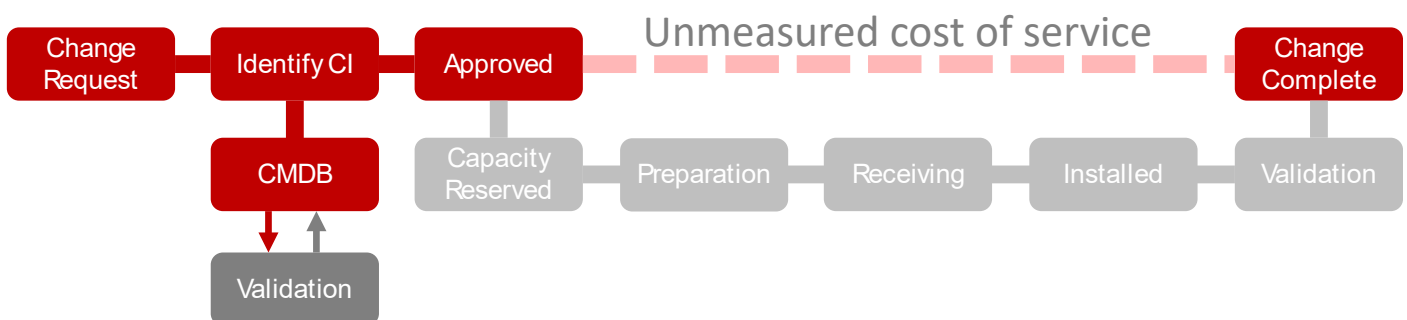 Unmeasured cost of service
Change
Request
Identify CI
Approved
Change
Complete
CMDB
Capacity
Reserved
Preparation
Receiving
Installed
Validation
Validation